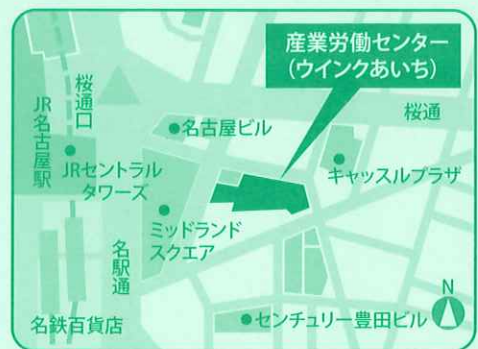 産業労働センター
(ウインクあいち)
桜通
桜通口
JR名古屋駅
名古屋ビル
JRセントラル
タワーズ
キャッスルプラザ
ミッドランド
スクエア
名駅通
名鉄百貨店
センチュリー豊田ビル
N